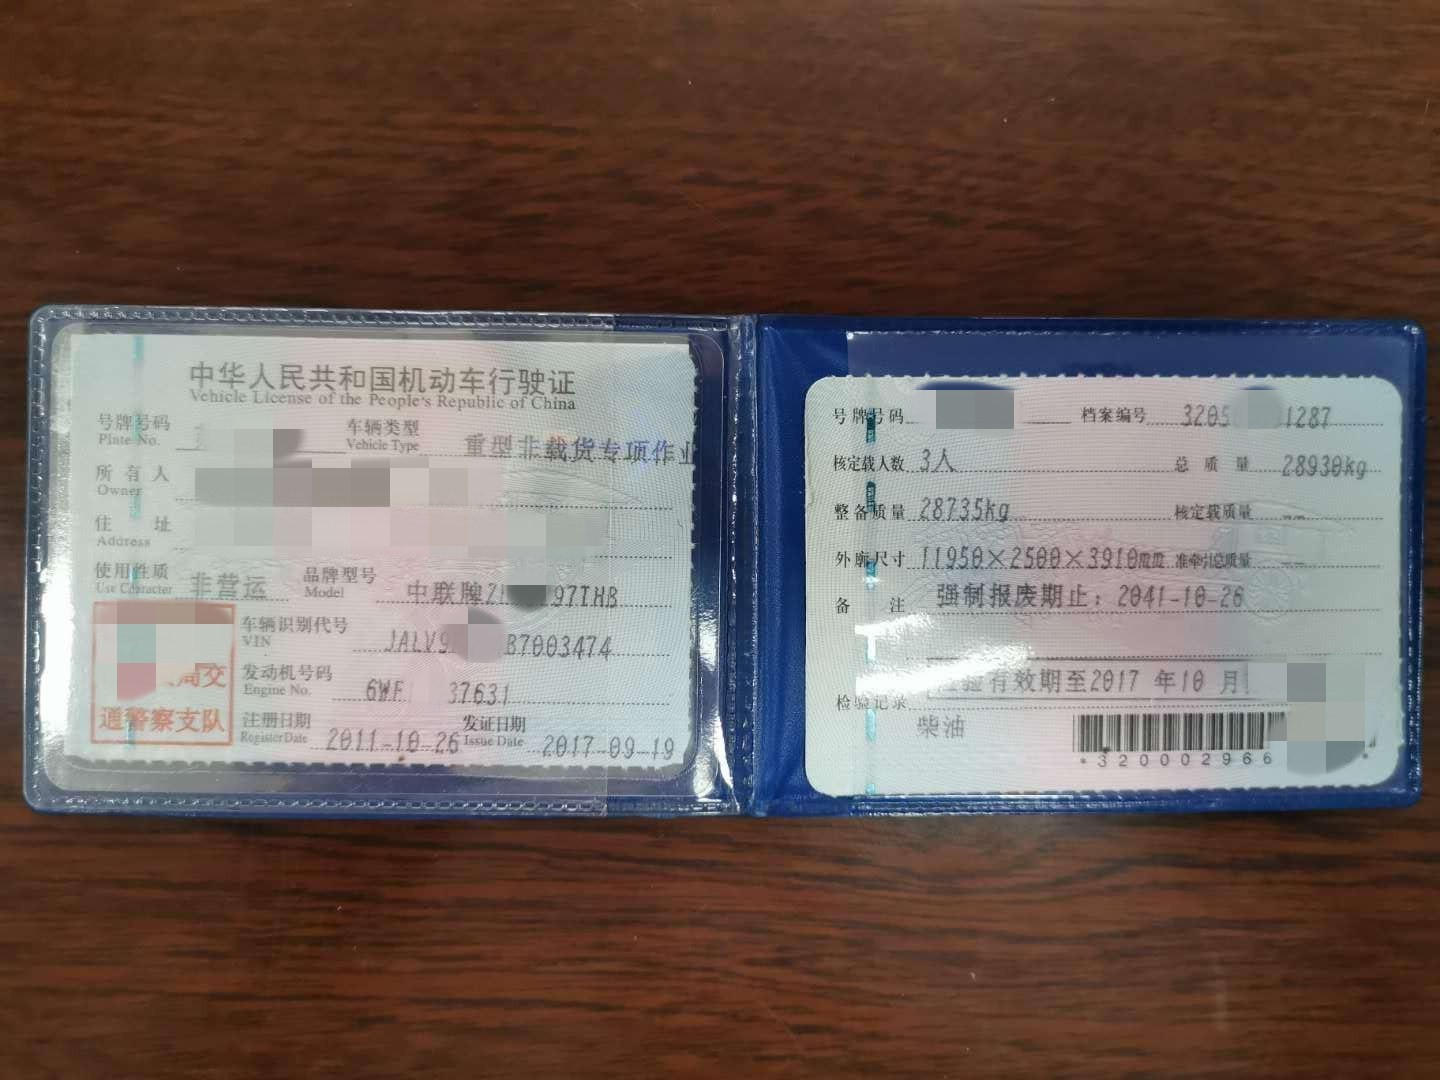 中华人民共和国机动车行驶证
Vehicle License of the People's Republic of China
号牌号码
Plate No.
车辆类型
Vehicle Type
重型非载货专项作业
所有人
Owner
住址
Address
使用性质
Use Character
非营运
品牌型号
Model
中联牌Z 97THB
车辆识别代号
VIN
JALV9 B7003474
发动机号码
Engine No.
6WF 37631
注册日期
Register Date
2011-10-26
发证日期
Issue Date
2017-09-19
局交
通警察支队
号牌号码
档案编号 3205 1287
核定载人数 3人
总质量 28930kg
整备质量 28735kg
核定载质量 --
外廓尺寸 11950×2500×3910
准牵引总质量 --
备注 强制报废期止：2041-10-26
检验记录
检验有效期至2017 年10 月
柴油
*320002966 *